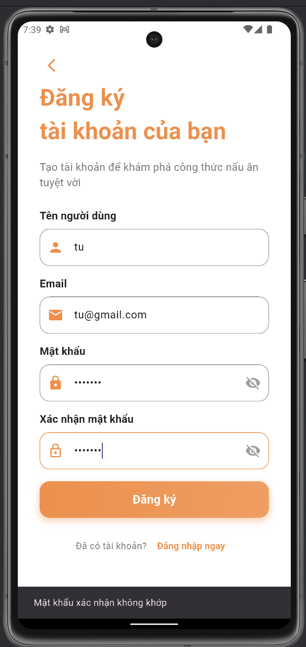 7:39
Đăng ký
tài khoản của bạn
Tạo tài khoản để khám phá công thức nấu ăn
tuyệt vời
Tên người dùng
tu
Email
tu@gmail.com
Mật khẩu
•••••••
Xác nhận mật khẩu
•••••••
Đăng ký
Đã có tài khoản? Đăng nhập ngay
Mật khẩu xác nhận không khớp